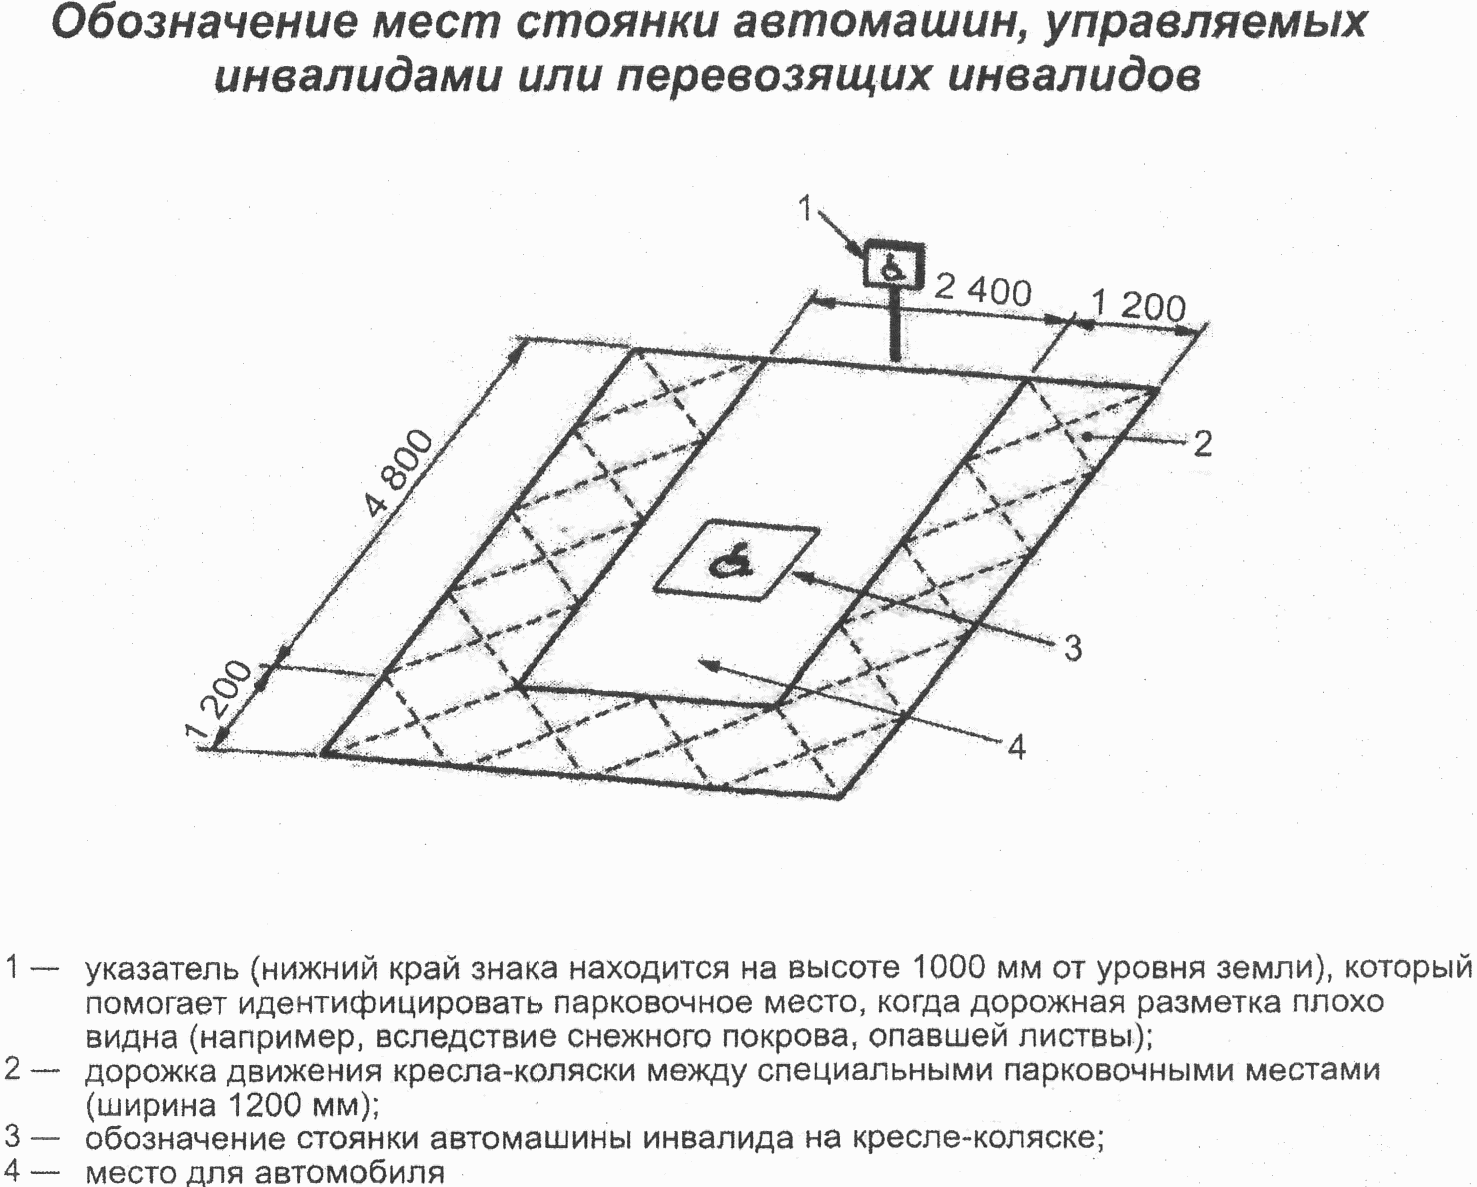 Обозначение мест стоянки автомашин, управляемых
инвалидами или перевозящих инвалидов
1
2 400
1 200
2
4 800
3
1 200
4
1 — указатель (нижний край знака находится на высоте 1000 мм от уровня земли), который
помогает идентифицировать парковочное место, когда дорожная разметка плохо
видна (например, вследствие снежного покрова, опавшей листвы);
2 — дорожка движения кресла-коляски между специальными парковочными местами
(ширина 1200 мм);
3 — обозначение стоянки автомашины инвалида на кресле-коляске;
4 — место для автомобиля